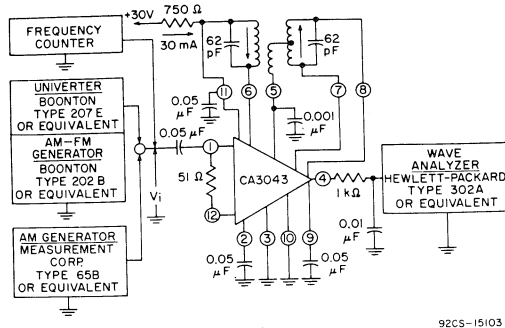 +30V
750 Ω
30 mA
FREQUENCY
COUNTER
62
pF
62
pF
11
6
5
7
8
UNIVERTER
BOONTON
TYPE 207 E
OR EQUIVALENT
AM-FM
GENERATOR
BOONTON
TYPE 202 B
OR EQUIVALENT
0.05
μF
0.05 μF
0.001
μF
1
51 Ω
12
Vi
CA3043
4
1 kΩ
WAVE
ANALYZER
HEWLETT-PACKARD
TYPE 302A
OR EQUIVALENT
0.01
μF
2
3
10
9
0.05
μF
0.05
μF
AM GENERATOR
MEASUREMENT
CORP.
TYPE 65B
OR EQUIVALENT
92CS-15103